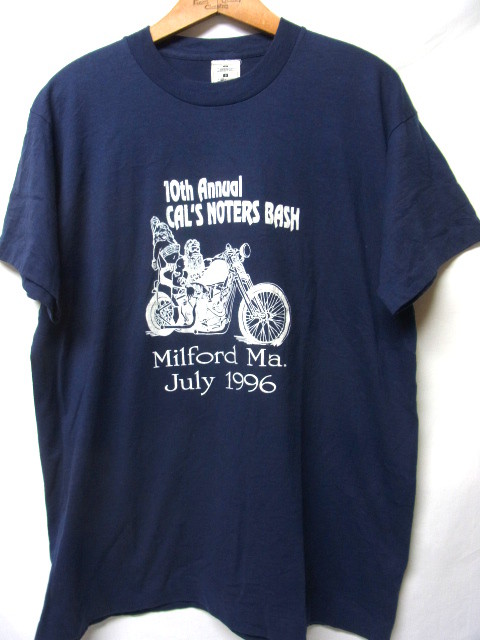 10th Annual
CAL'S NOTERS BASH
Milford Ma.
July 1996